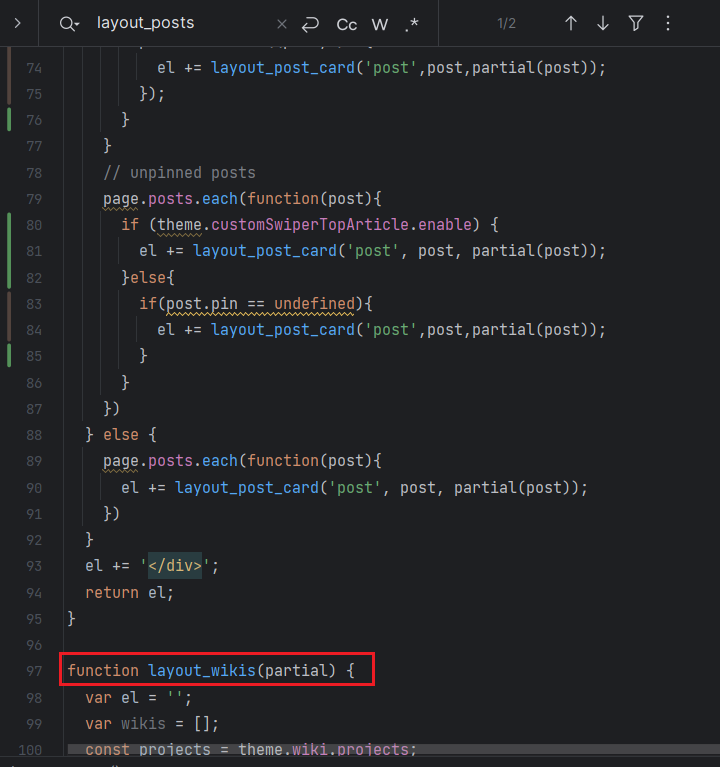 layout_posts × Cc W .* 1/2
74 el += layout_post_card('post',post,partial(post));
75 });
76 }
77 }
78 // unpinned posts
79 page.posts.each(function(post){
80 if (theme.customSwiperTopArticle.enable) {
81 el += layout_post_card('post', post, partial(post));
82 }else{
83 if(post.pin == undefined){
84 el += layout_post_card('post',post,partial(post));
85 }
86 }
87 })
88 } else {
89 page.posts.each(function(post){
90 el += layout_post_card('post', post, partial(post));
91 })
92 }
93 el += '</div>';
94 return el;
95 }
96
97 function layout_wikis(partial) {
98 var el = '';
99 var wikis = [];
100 const projects = theme.wiki.projects;